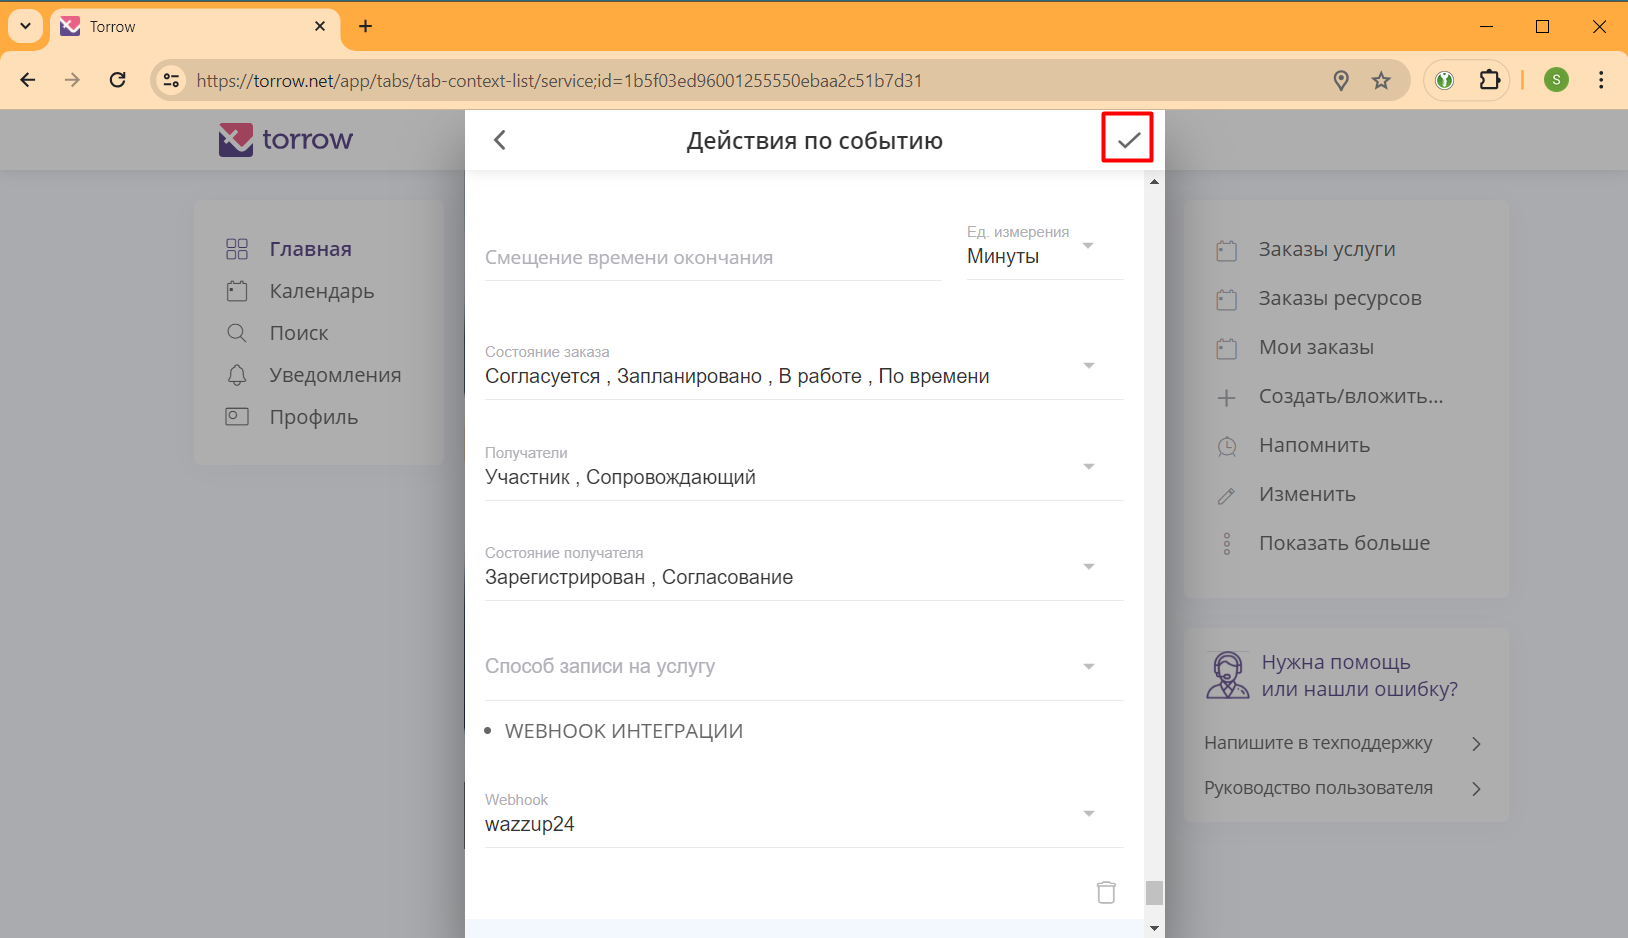 Torrow
https://torrow.net/app/tabs/tab-context-list/service;id=1b5f03ed96001255550ebaa2c51b7d31
S
torrow
Главная
Календарь
Поиск
Уведомления
Профиль
Действия по событию
Смещение времени окончания
Ед. измерения
Минуты
Состояние заказа
Согласуется , Запланировано , В работе , По времени
Получатели
Участник , Сопровождающий
Состояние получателя
Зарегистрирован , Согласование
Способ записи на услугу
• WEBHOOK ИНТЕГРАЦИИ
Webhook
wazzup24
Заказы услуги
Заказы ресурсов
Мои заказы
Создать/вложить...
Напомнить
Изменить
Показать больше
Нужна помощь
или нашли ошибку?
Напишите в техподдержку
Руководство пользователя